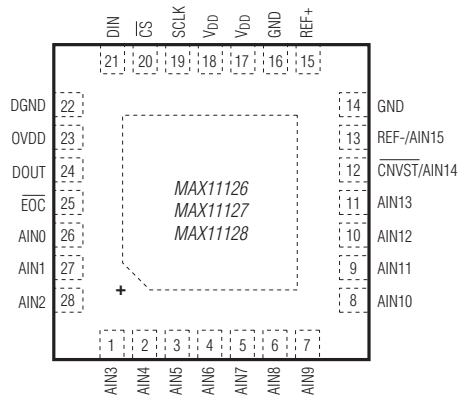 DIN
CS
SCLK
VDD
VDD
GND
REF+
21
20
19
18
17
16
15
DGND 22
OVDD 23
DOUT 24
EOC 25
AIN0 26
AIN1 27
AIN2 28
14 GND
13 REF-/AIN15
12 CNVST/AIN14
11 AIN13
10 AIN12
9 AIN11
8 AIN10
MAX11126
MAX11127
MAX11128
+
1
2
3
4
5
6
7
AIN3
AIN4
AIN5
AIN6
AIN7
AIN8
AIN9